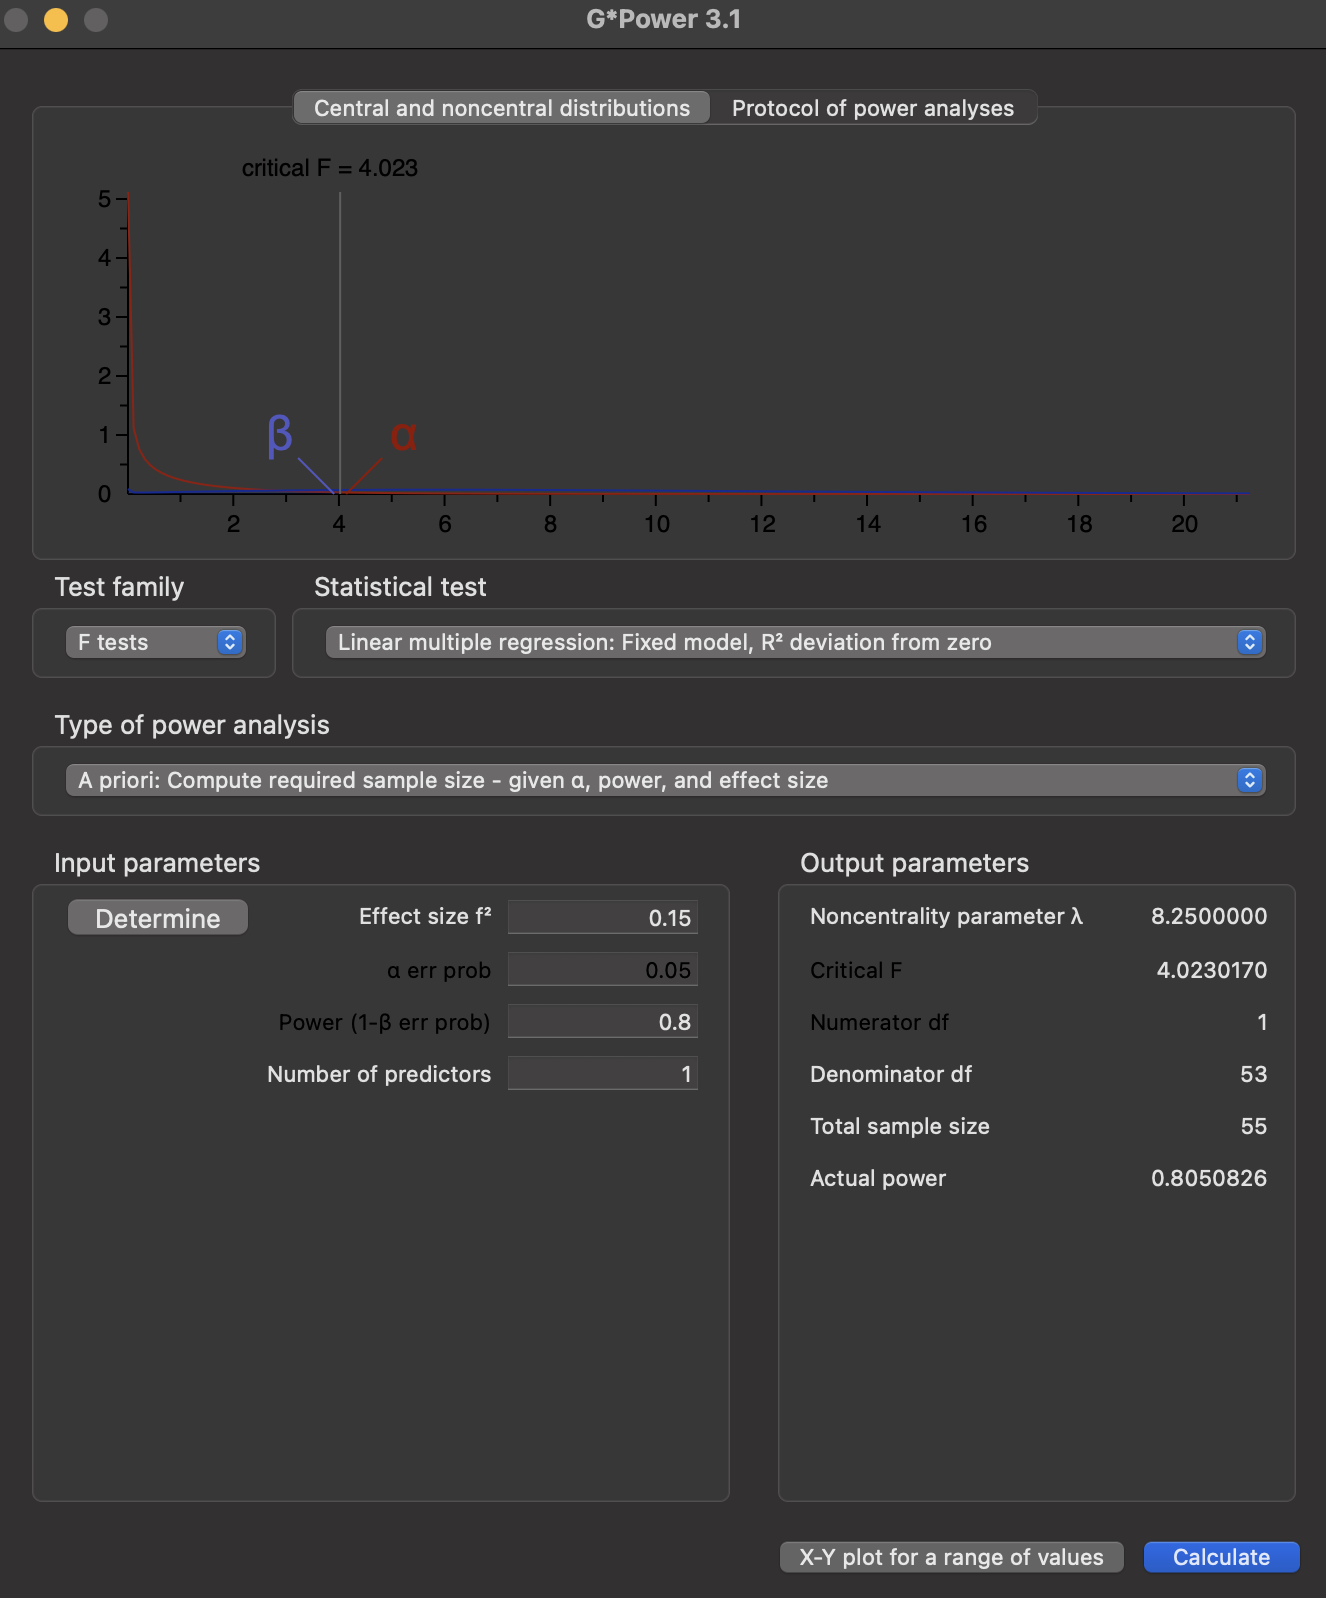 G*Power 3.1
Central and noncentral distributions
Protocol of power analyses
critical F = 4.023
5
4
3
2
1
0
β
α
2 4 6 8 10 12 14 16 18 20
Test family
Statistical test
F tests
Linear multiple regression: Fixed model, R² deviation from zero
Type of power analysis
A priori: Compute required sample size - given α, power, and effect size
Input parameters
Determine
Effect size f² 0.15
α err prob 0.05
Power (1-β err prob) 0.8
Number of predictors 1
Output parameters
Noncentrality parameter λ 8.2500000
Critical F 4.0230170
Numerator df 1
Denominator df 53
Total sample size 55
Actual power 0.8050826
X-Y plot for a range of values
Calculate